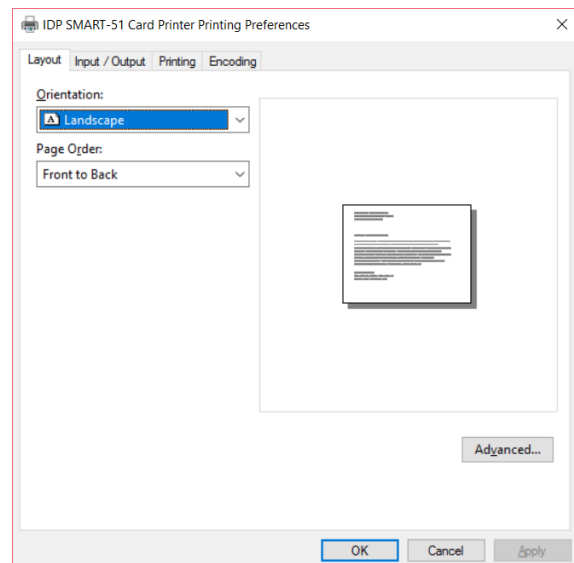 IDP SMART-51 Card Printer Printing Preferences
Layout Input / Output Printing Encoding
Orientation:
A Landscape
Page Order:
Front to Back
Advanced...
OK Cancel Apply